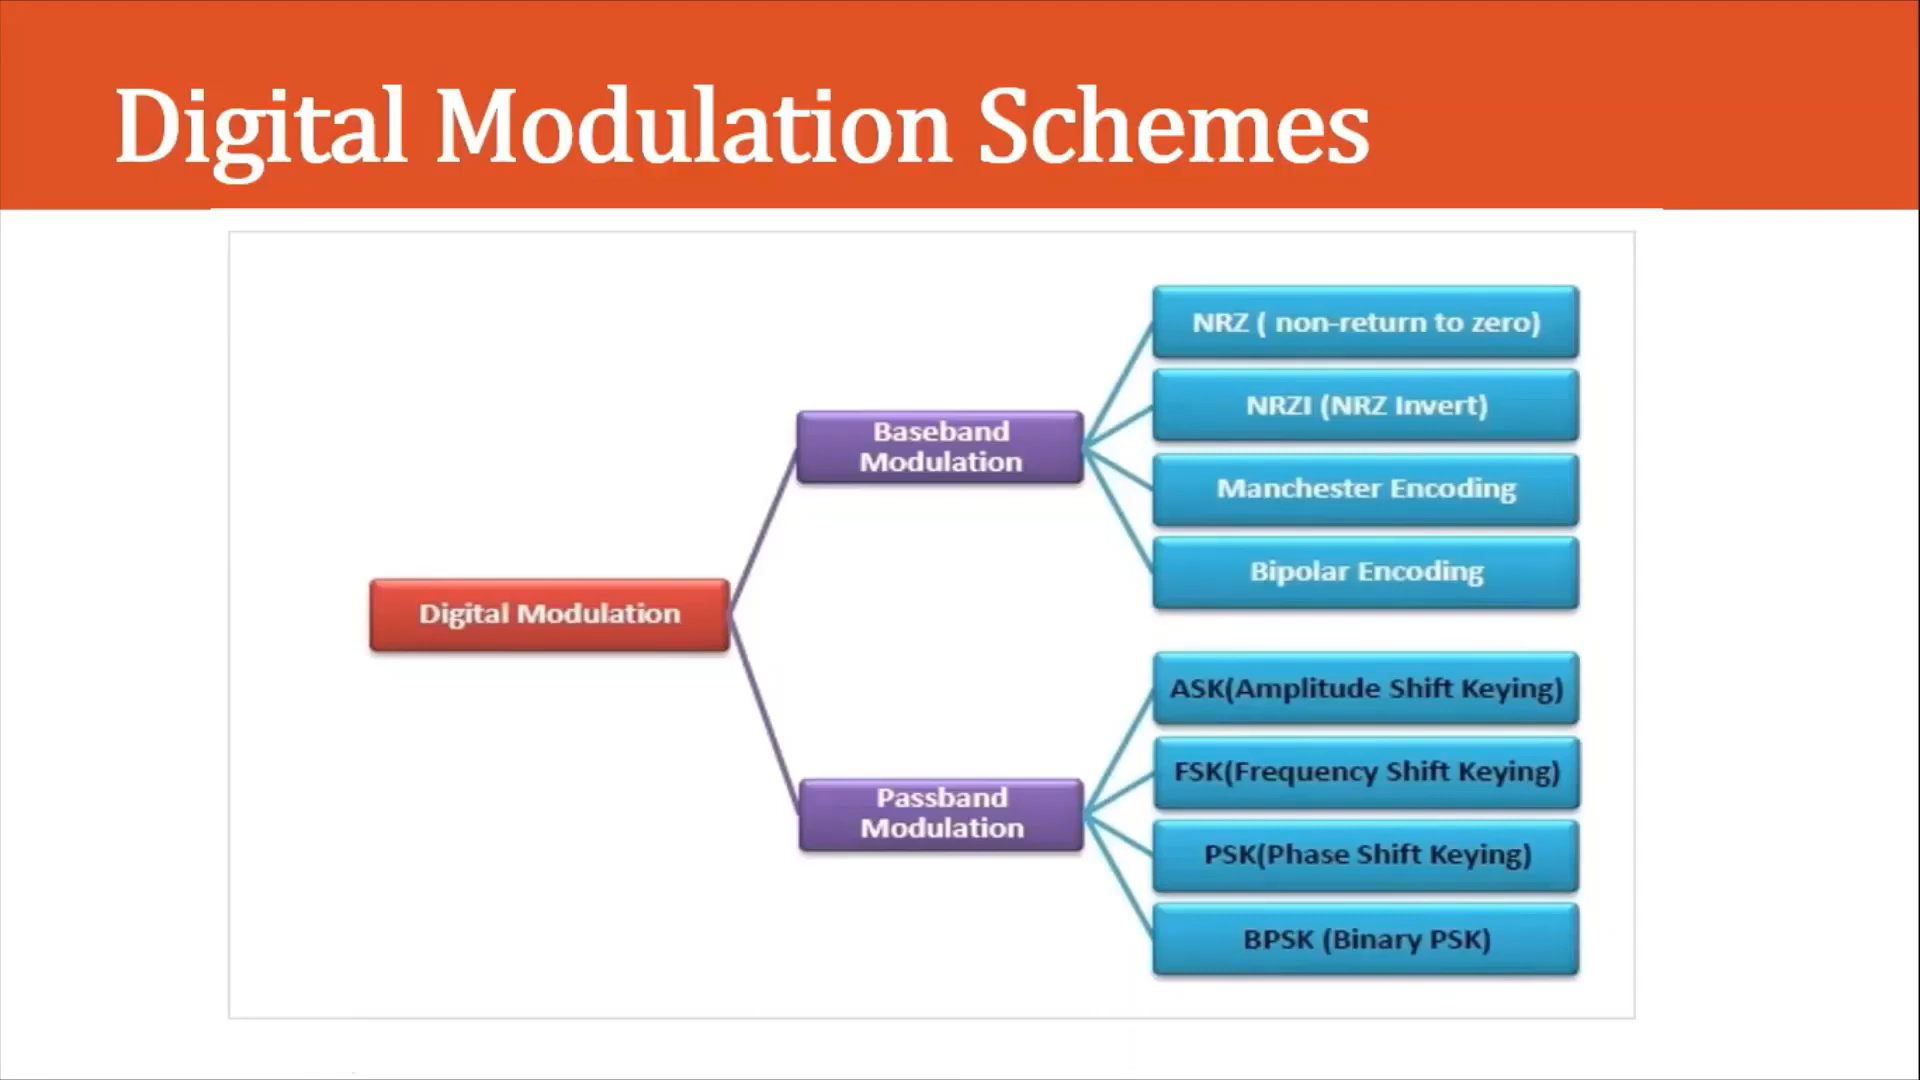 Digital Modulation Schemes
Digital Modulation
Baseband
Modulation
NRZ ( non-return to zero)
NRZI (NRZ Invert)
Manchester Encoding
Bipolar Encoding
Passband
Modulation
ASK(Amplitude Shift Keying)
FSK(Frequency Shift Keying)
PSK(Phase Shift Keying)
BPSK (Binary PSK)